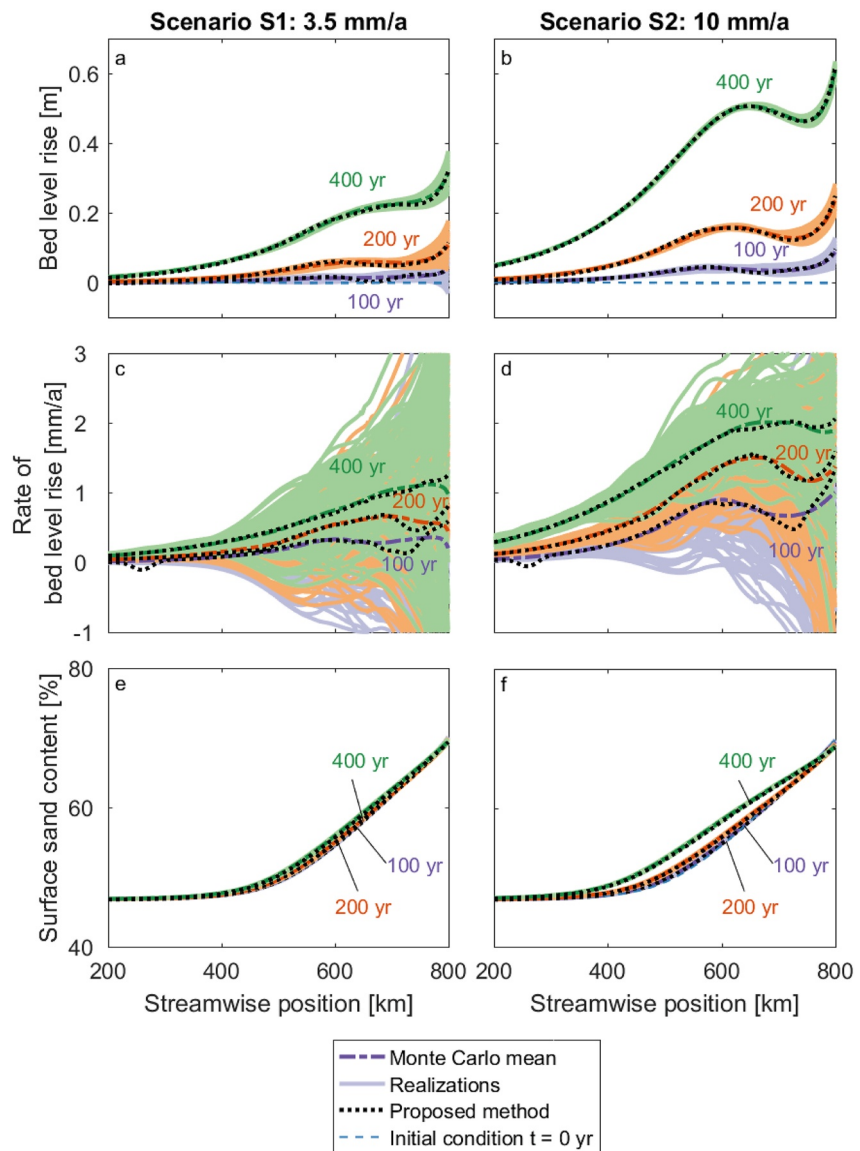 Scenario S1: 3.5 mm/a
Scenario S2: 10 mm/a
a
b
Bed level rise [m]
0.6
0.4
0.2
0
400 yr
200 yr
100 yr
400 yr
200 yr
100 yr
c
d
Rate of
bed level rise [mm/a]
3
2
1
0
-1
400 yr
200 yr
100 yr
400 yr
200 yr
100 yr
e
f
Surface sand content [%]
80
60
40
400 yr
100 yr
200 yr
400 yr
100 yr
200 yr
200
400
600
800
200
400
600
800
Streamwise position [km]
Streamwise position [km]
Monte Carlo mean
Realizations
Proposed method
Initial condition t = 0 yr